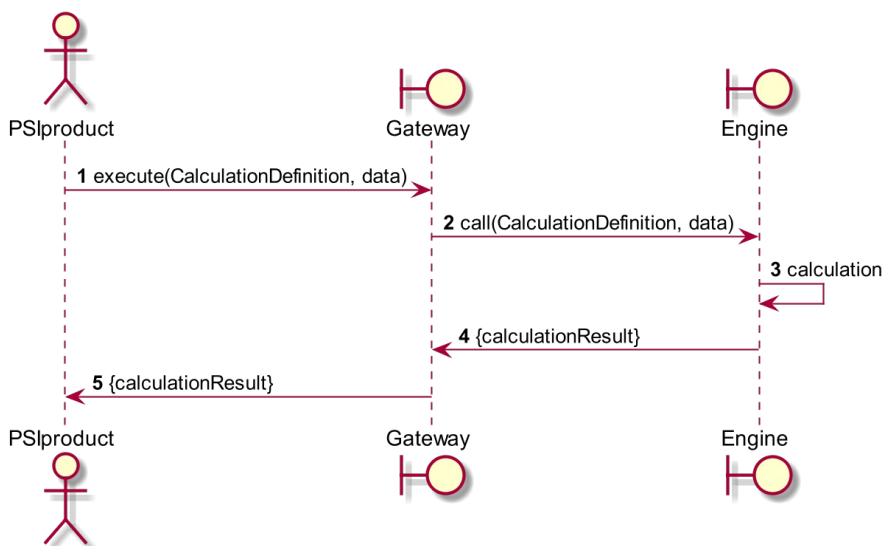 PSIproduct
Gateway
Engine
1 execute(CalculationDefinition, data)
2 call(CalculationDefinition, data)
3 calculation
4 {calculationResult}
5 {calculationResult}
PSIproduct
Gateway
Engine